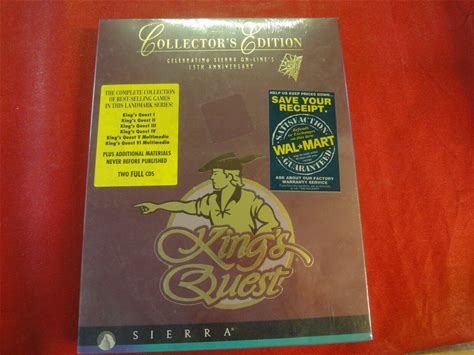 COLLECTOR'S EDITION
CELEBRATING SIERRA ON-LINE'S
15TH ANNIVERSARY
THE COMPLETE COLLECTION
OF BEST-SELLING GAMES
IN THIS LANDMARK SERIES!
King's Quest I
King's Quest II
King's Quest III
King's Quest IV
King's Quest V Multimedia
King's Quest VI Multimedia
PLUS ADDITIONAL MATERIALS
NEVER BEFORE PUBLISHED
TWO FULL CDS
HELP US KEEP PRICES DOWN...
SAVE YOUR
RECEIPT.
SATISFACTION
WAL★MART
GUARANTEED
ASK ABOUT OUR FACTORY
WARRANTY SERVICE
King's
Quest
SIERRA®